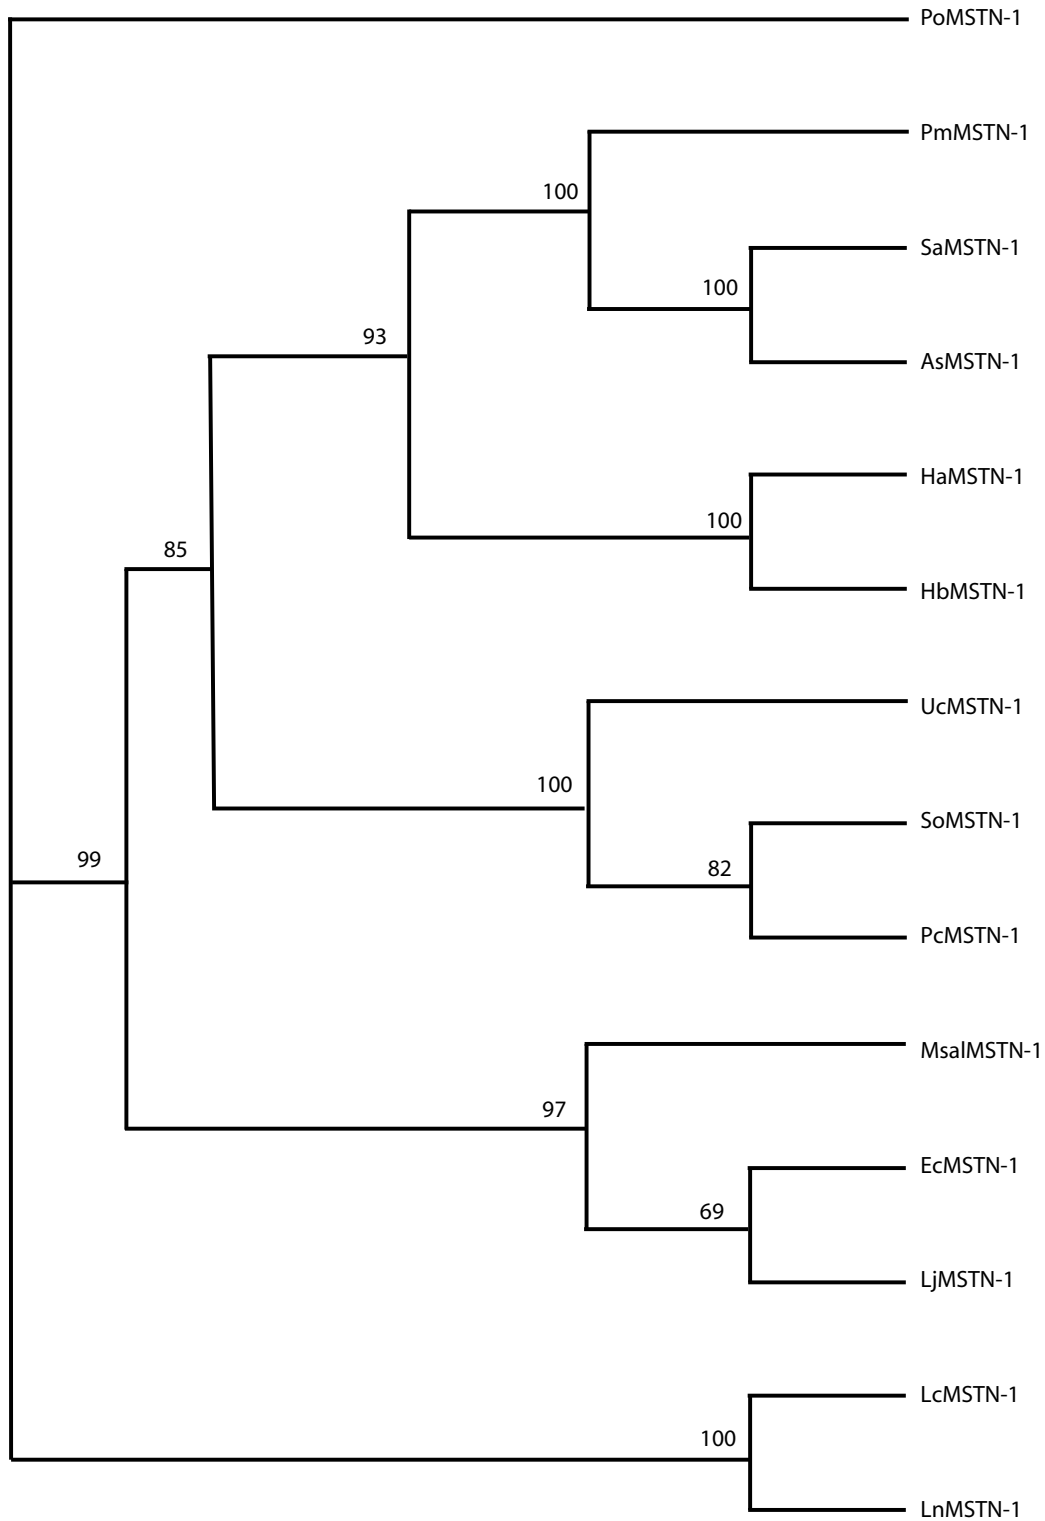 PoMSTN-1
PmMSTN-1
100
SaMSTN-1
100
93
AsMSTN-1
HaMSTN-1
100
85
HbMSTN-1
UcMSTN-1
100
SoMSTN-1
99
82
PcMSTN-1
MsalMSTN-1
97
EcMSTN-1
69
LjMSTN-1
LcMSTN-1
100
LnMSTN-1